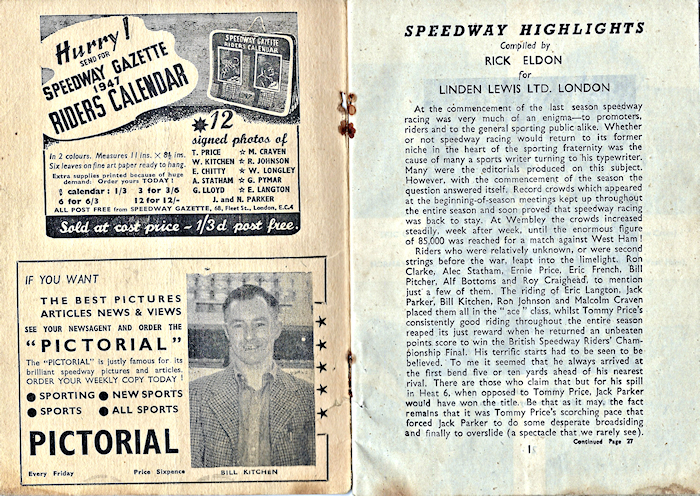 Hurry!
SEND FOR
SPEEDWAY GAZETTE
1947
RIDERS CALENDAR
SPEEDWAY GAZETTE
RIDERS CALENDAR
12
signed photos of
T. PRICE ☆ M. CRAVEN
W. KITCHEN ☆ R. JOHNSON
E. CHITTY ☆ W. LONGLEY
A. STATHAM ☆ G. PYMAR
G. LLOYD ☆ E. LANGTON
J. and N. PARKER
In 2 colours. Measures 11 ins. × 8½ ins.
Six leaves on fine art paper ready to hang.
Extra supplies printed because of huge
demand: Order yours TODAY!
calendar : 1/3 3 for 3/6
6 for 6/3 12 for 12/-
ALL POST FREE from SPEEDWAY GAZETTE, 68, Fleet St., London, E.C.4
Sold at cost price - 1/3d post free.
IF YOU WANT
THE BEST PICTURES
ARTICLES NEWS & VIEWS
SEE YOUR NEWSAGENT AND ORDER THE
"PICTORIAL"
The "PICTORIAL" is justly famous for its
brilliant speedway pictures and articles.
ORDER YOUR WEEKLY COPY TODAY!
● SPORTING ● NEW SPORTS
● SPORTS ● ALL SPORTS
PICTORIAL
Every Friday Price Sixpence
BILL KITCHEN
SPEEDWAY HIGHLIGHTS
Compiled by
RICK ELDON
for
LINDEN LEWIS LTD. LONDON
At the commencement of the last season speedway
racing was very much of an enigma—to promoters,
riders and to the general sporting public alike. Whether
or not speedway racing would return to its former
niche in the heart of the sporting fraternity was the
cause of many a sports writer turning to his typewriter.
Many were the editorials produced on this subject.
However, with the commencement of the season the
question answered itself. Record crowds which appeared
at the beginning-of-season meetings kept up throughout
the entire season and soon proved that speedway racing
was back to stay. At Wembley the crowds increased
steadily, week after week, until the enormous figure
of 85,000 was reached for a match against West Ham!
Riders who were relatively unknown, or were second
strings before the war, leapt into the limelight. Ron
Clarke, Alec Statham, Ernie Price, Eric French, Bill
Pitcher, Alf Bottoms and Roy Craighead, to mention
just a few of them. The riding of Eric Langton, Jack
Parker, Bill Kitchen, Ron Johnson and Malcolm Craven
placed them all in the "ace" class, whilst Tommy Price's
consistently good riding throughout the entire season
reaped its just reward when he returned an unbeaten
points score to win the British Speedway Riders' Cham-
pionship Final. His terrific starts had to be seen to be
believed. To me it seemed that he always arrived at
the first bend five or ten yards ahead of his nearest
rival. There are those who claim that but for his spill
in Heat 6, when opposed to Tommy Price, Jack Parker
would have won the title. Be that as it may, the fact
remains that it was Tommy Price's scorching pace that
forced Jack Parker to do some desperate broadsiding
and finally to overslide (a spectacle that we rarely see).
Continued Page 27